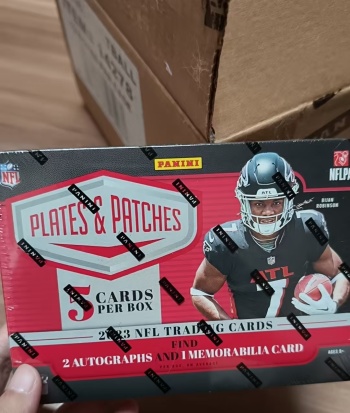 PANINI
NFL
NFLPA
PLATES & PATCHES
BIJAN
ROBINSON
ATL
5 CARDS
PER BOX
2023 NFL TRADING CARDS
FIND
2 AUTOGRAPHS AND 1 MEMORABILIA CARD